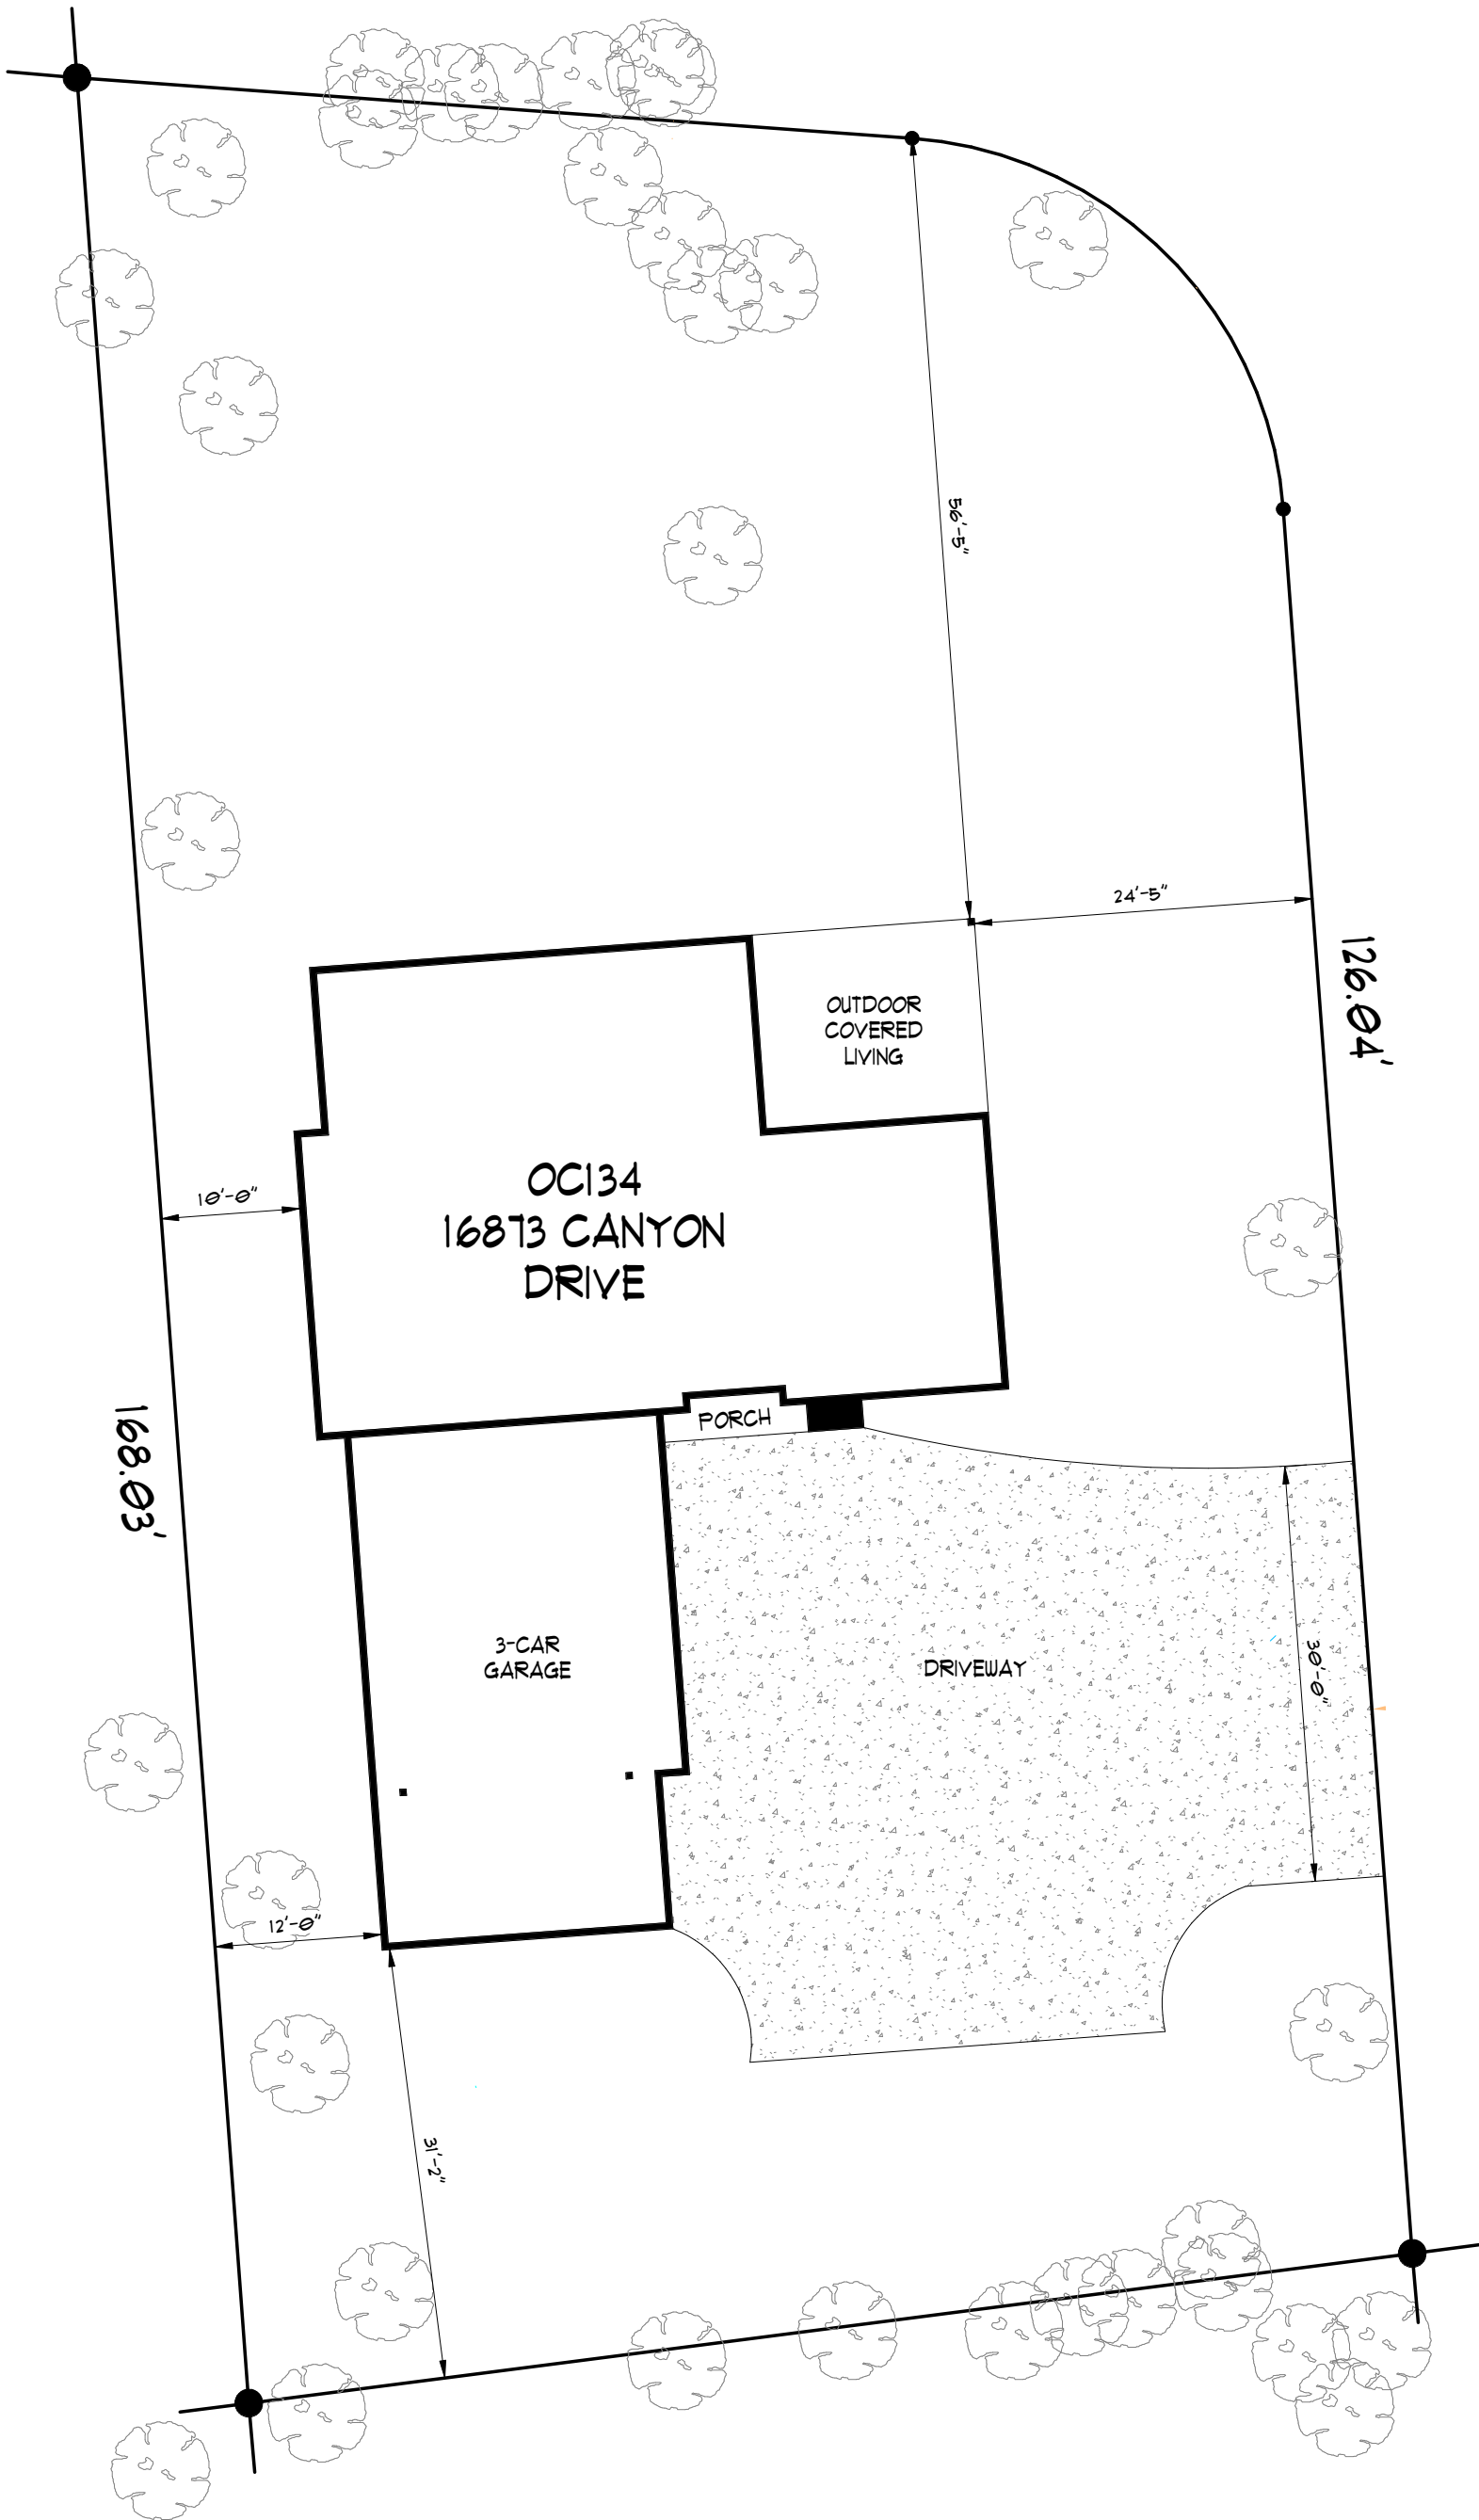 56'-5"
24'-5"
126.04'
OUTDOOR
COVERED
LIVING
OC134
16873 CANYON
DRIVE
10'-0"
168.03'
PORCH
3-CAR
GARAGE
DRIVEWAY
30'-0"
12'-0"
31'-2"